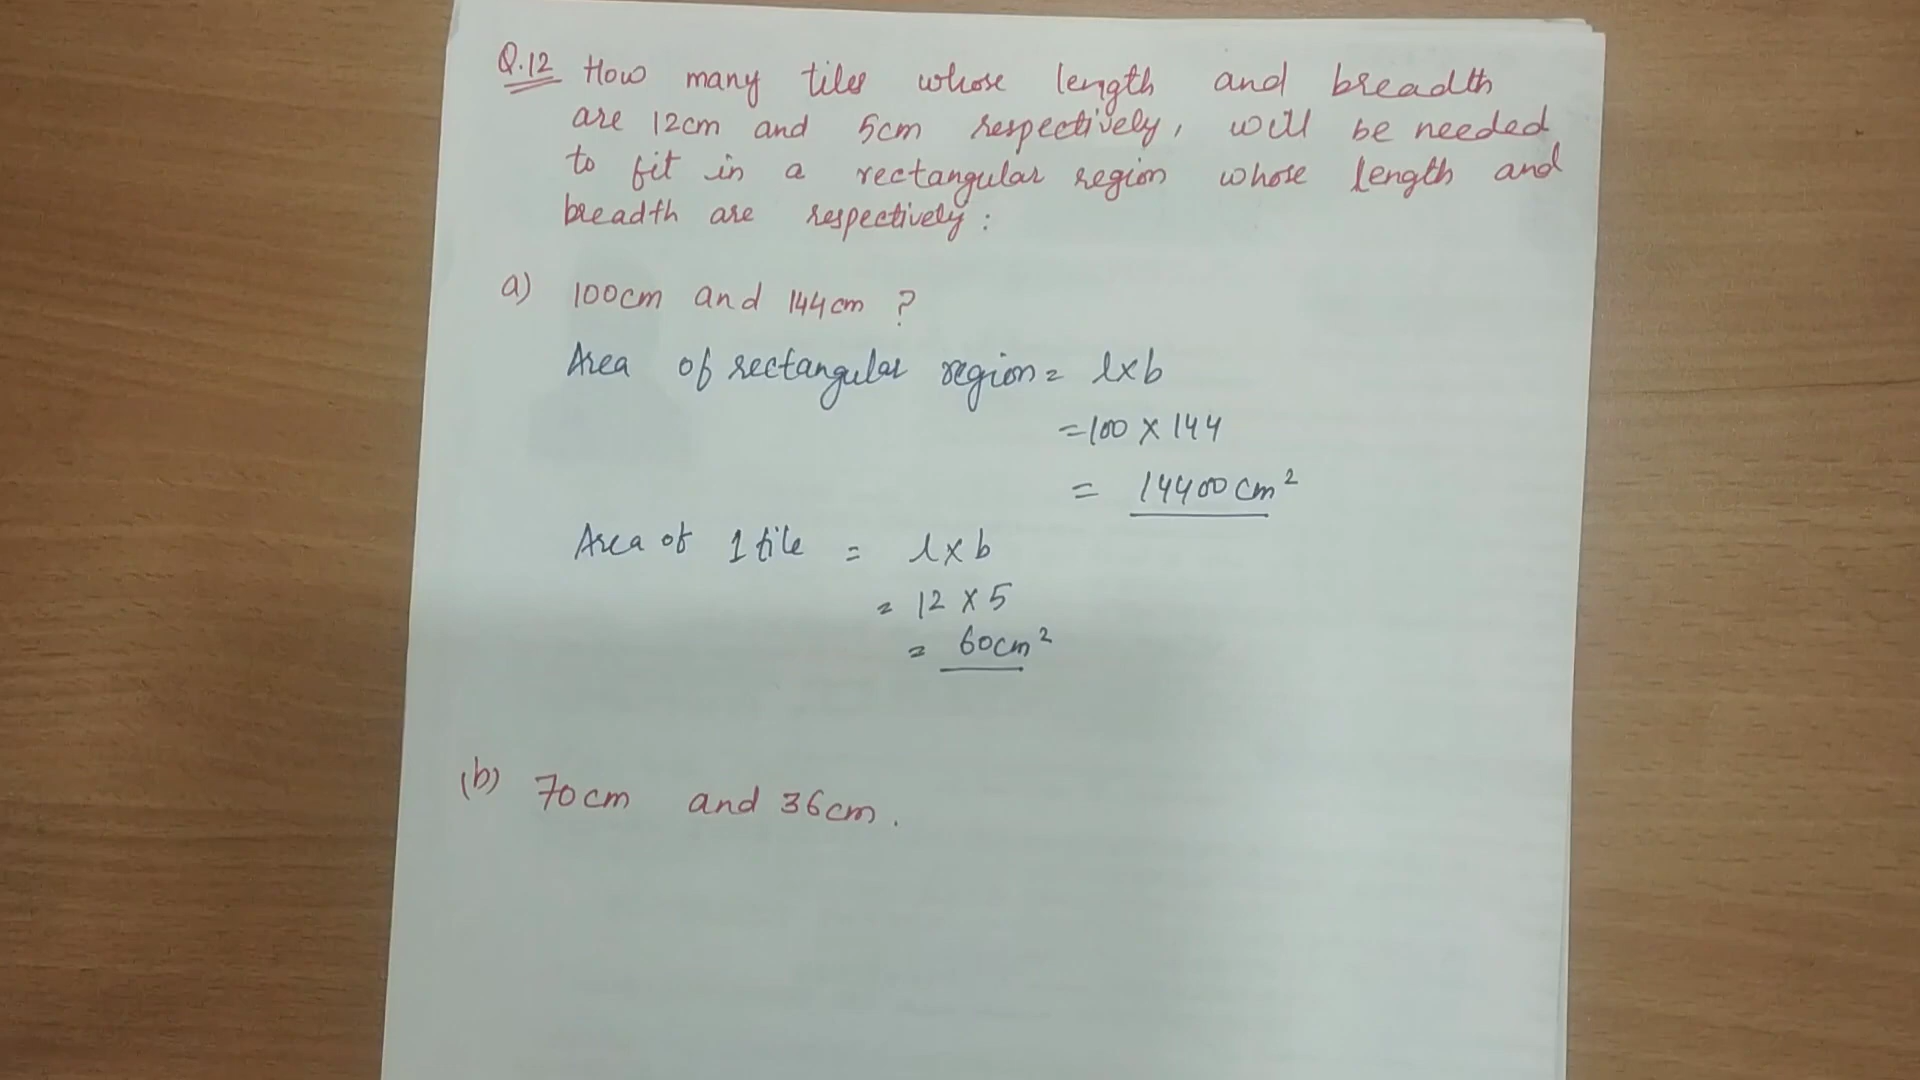 Q.12 How many tiles whose length and breadth
are 12cm and 5cm respectively, will be needed
to fit in a rectangular region whose length and
breadth are respectively:
a) 100cm and 144cm ?
Area of rectangular region = l×b
= 100 × 144
= 14400 cm²
Area of 1 tile = l×b
= 12 × 5
= 60cm²
(b) 70cm and 36cm.